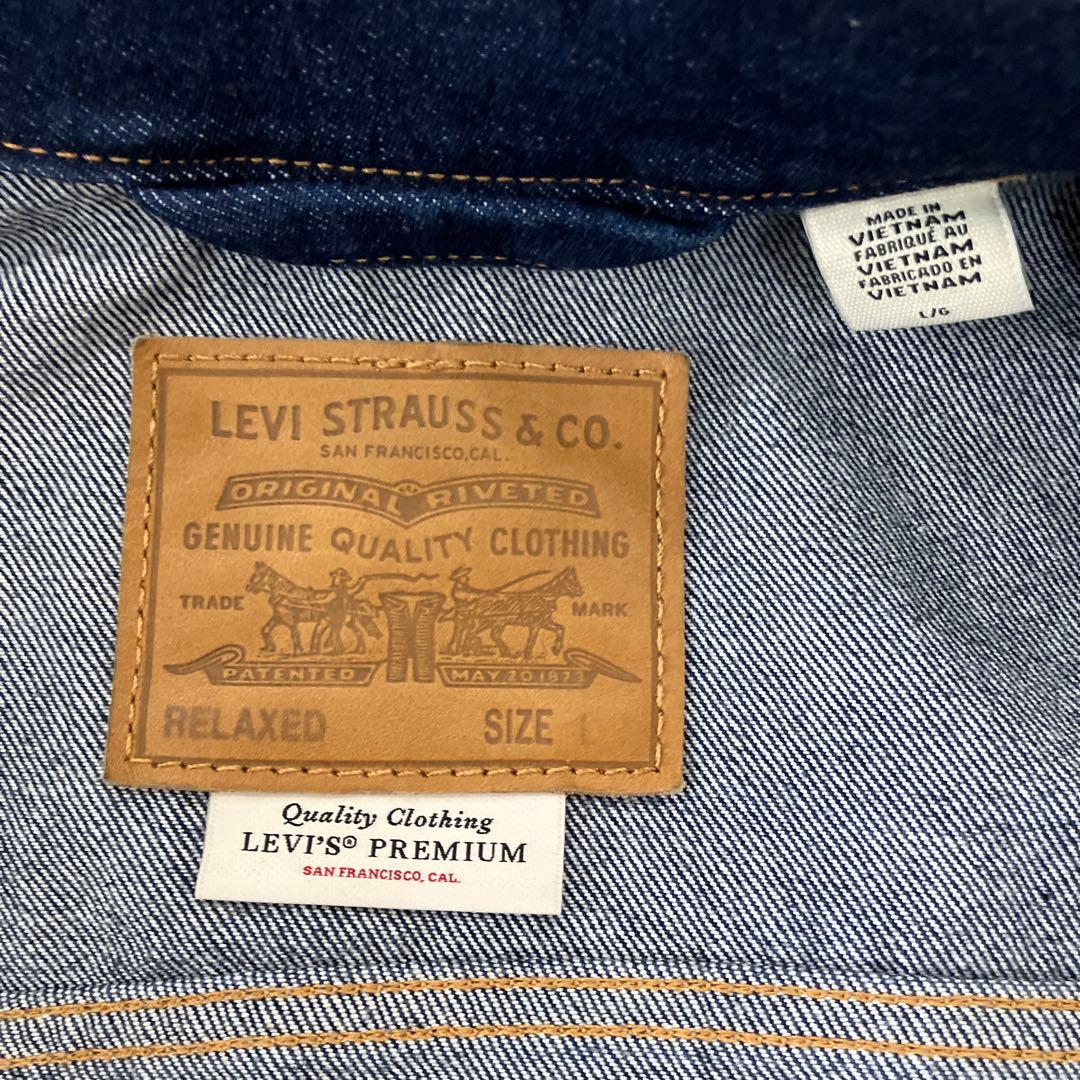 MADE IN
VIETNAM
FABRIQUÉ AU
VIETNAM
FABRICADO EN
VIETNAM
L/G
LEVI STRAUSS & CO.
SAN FRANCISCO, CAL.
ORIGINAL RIVETED
GENUINE QUALITY CLOTHING
TRADE MARK
PATENTED MAY 20 1873
RELAXED SIZE L
Quality Clothing
LEVI'S® PREMIUM
SAN FRANCISCO, CAL.